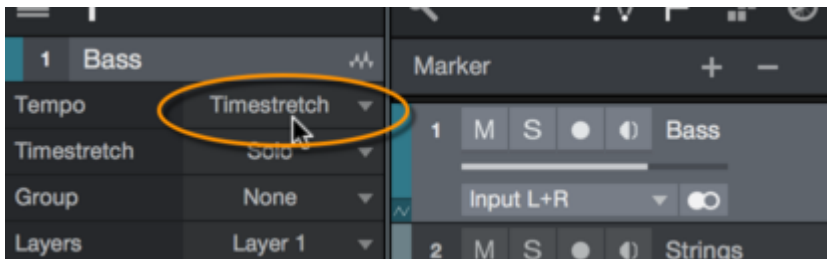 1 Bass
Tempo Timestretch
Timestretch Solo
Group None
Layers Layer 1
Marker + −
1 M S Bass
Input L+R
2 M S Strings